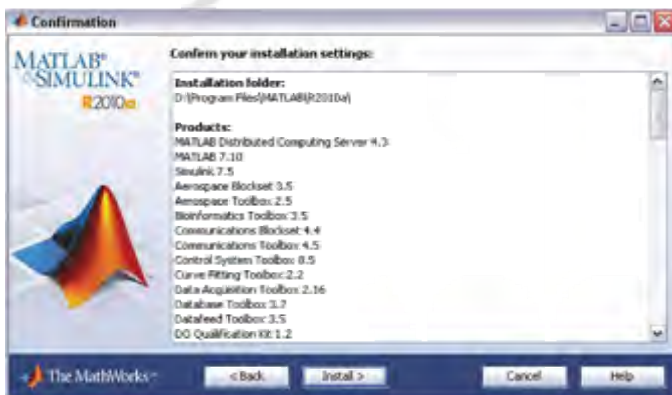 Confirmation
MATLAB®
&SIMULINK®
R2010a
Confirm your installation settings:
Installation folder:
D:\Program Files\MATLAB\R2010a\
Products:
MATLAB Distributed Computing Server 4.3
MATLAB 7.10
Simulink 7.5
Aerospace Blockset 3.5
Aerospace Toolbox 2.5
Bioinformatics Toolbox 3.5
Communications Blockset 4.4
Communications Toolbox 4.5
Control System Toolbox 8.5
Curve Fitting Toolbox 2.2
Data Acquisition Toolbox 2.16
Database Toolbox 3.7
Datafeed Toolbox 3.5
DO Qualification Kit 1.2
The MathWorks™
< Back
Install >
Cancel
Help